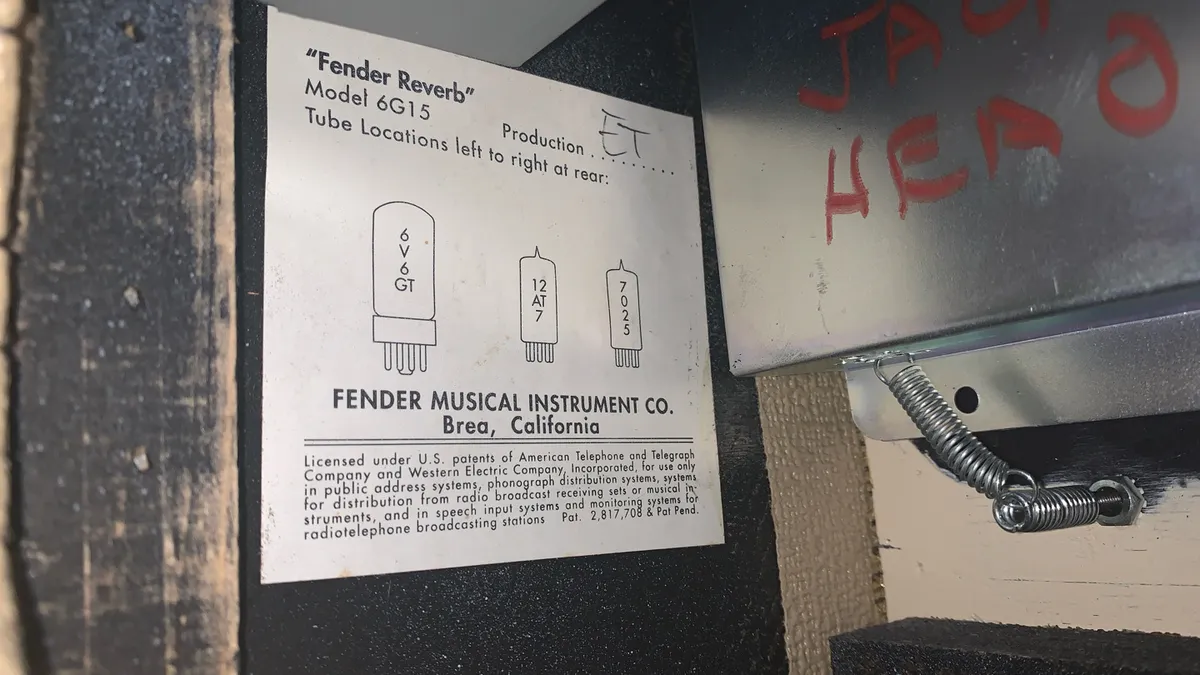 "Fender Reverb"
Model 6G15
Production . . ET . . . . . .
Tube Locations left to right at rear:
6
V
6
GT
12
AT
7
7
0
2
5
FENDER MUSICAL INSTRUMENT CO.
Brea, California
Licensed under U.S. patents of American Telephone and Telegraph
Company and Western Electric Company, Incorporated, for use only
in public address systems, phonograph distribution systems, systems
for distribution from radio broadcast receiving sets or musical in-
struments, and in speech input systems and monitoring systems for
radiotelephone broadcasting stations Pat. 2,817,708 & Pat Pend.
HEAD